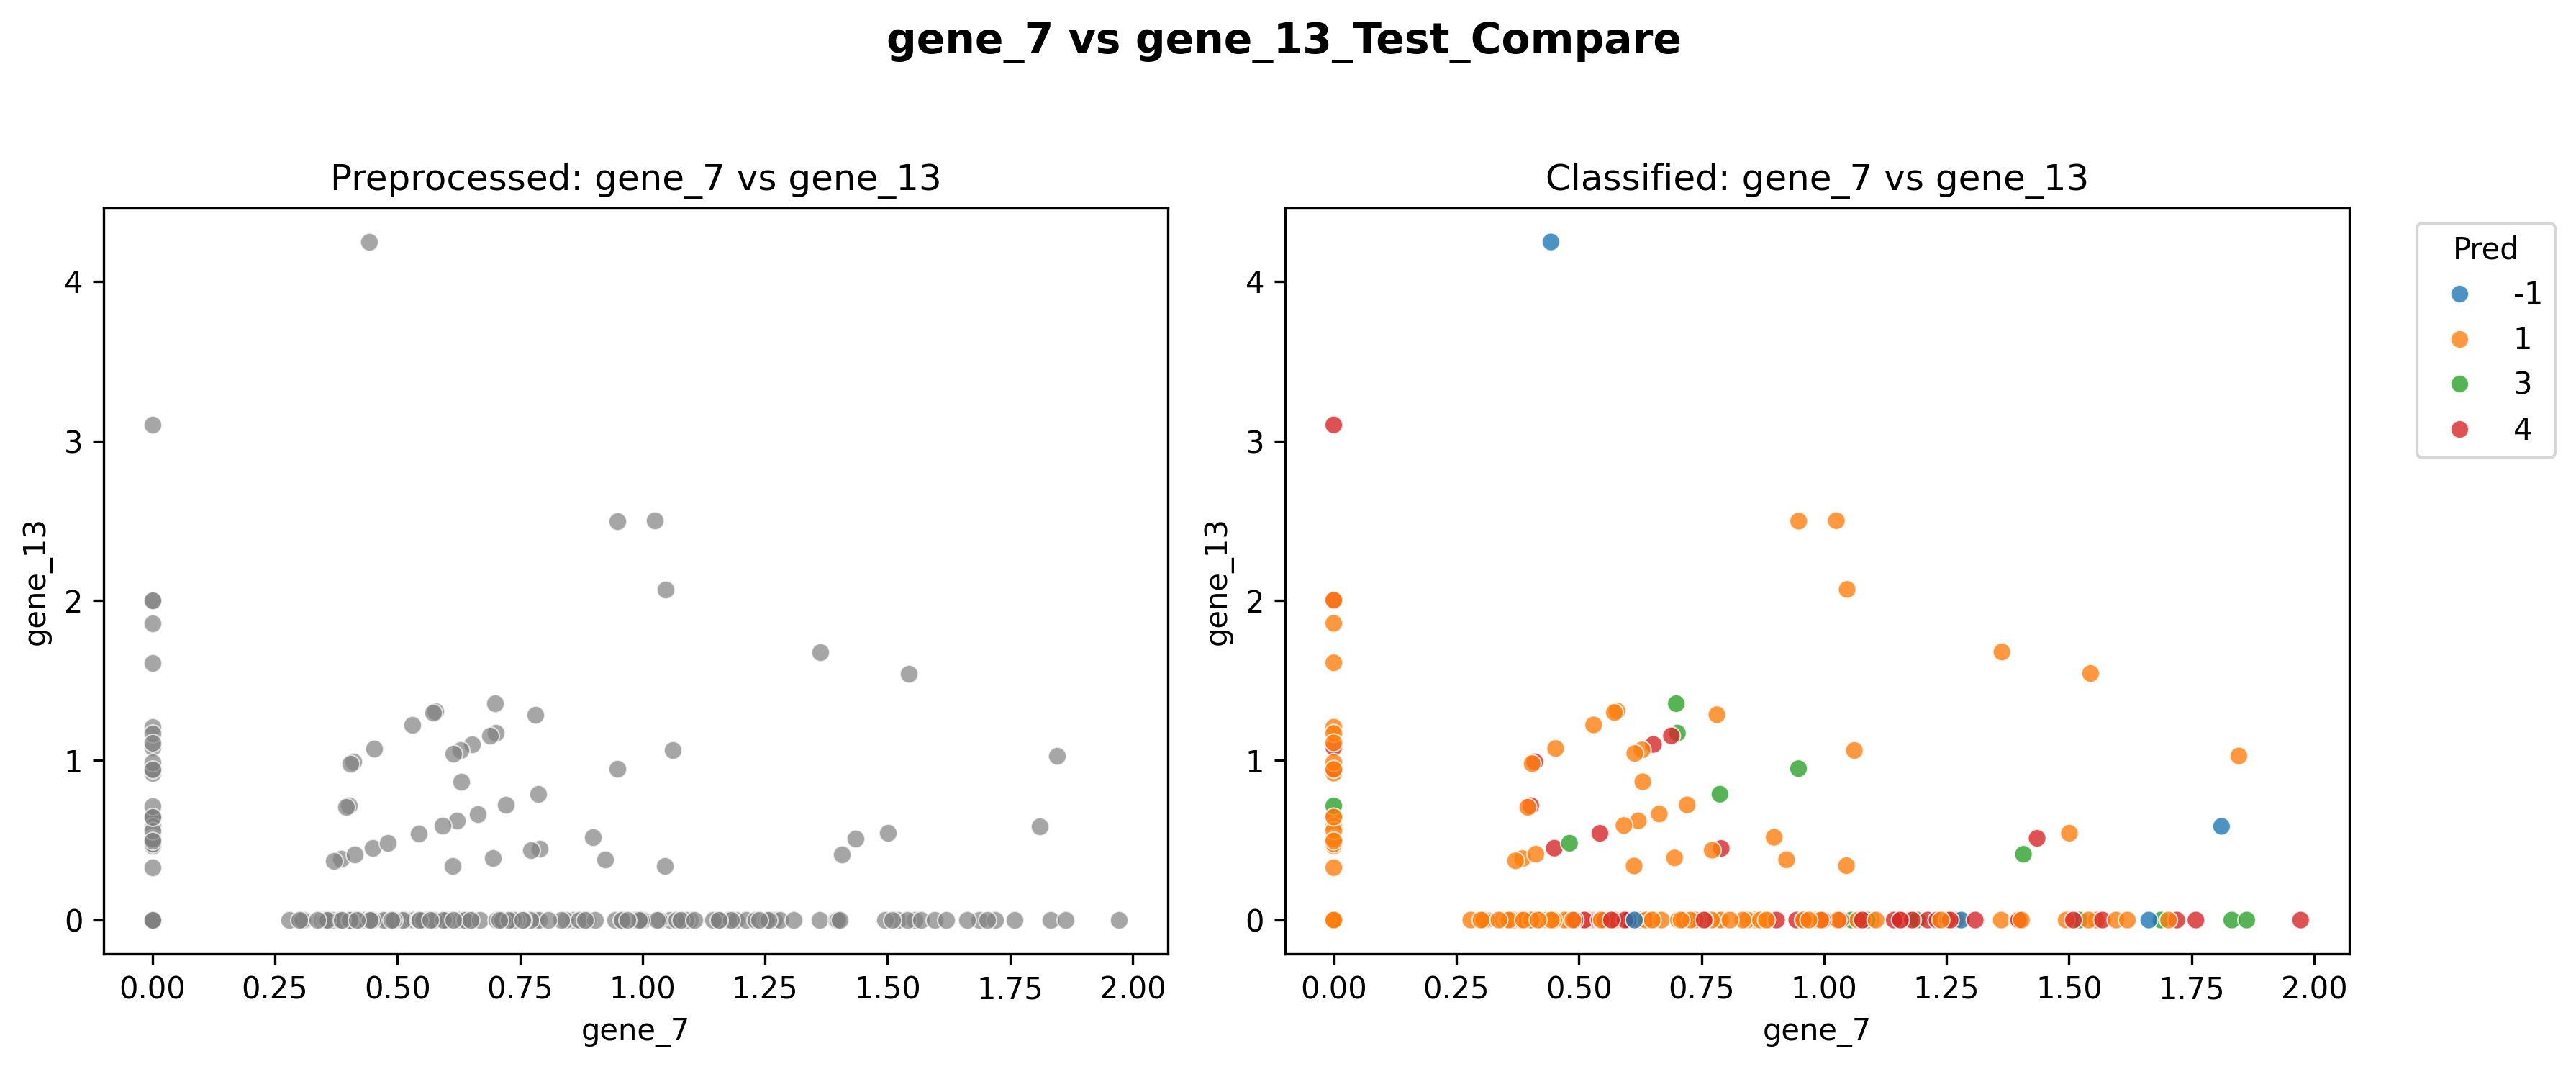 gene_7 vs gene_13_Test_Compare
Preprocessed: gene_7 vs gene_13
gene_13
4
3
2
1
0
0.00 0.25 0.50 0.75 1.00 1.25 1.50 1.75 2.00
gene_7
Classified: gene_7 vs gene_13
gene_13
4
3
2
1
0
0.00 0.25 0.50 0.75 1.00 1.25 1.50 1.75 2.00
gene_7
Pred
-1
1
3
4